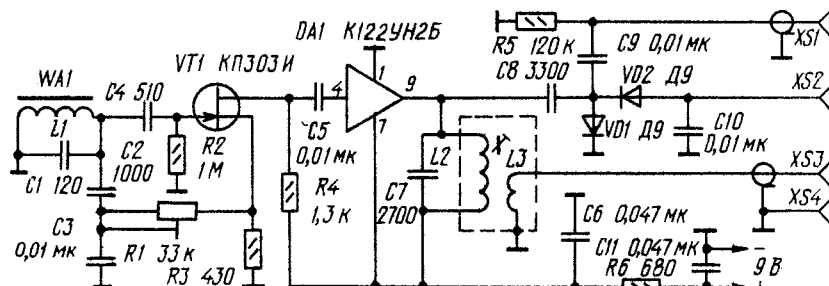 DA1 К122УН2Б
R5 120 к
C9 0,01 мк
XS1
VT1 КП303И
WA1
C4 510
4
1
9
7
C8 3300
VD2 Д9
XS2
L1
C5
0,01 мк
VD1 Д9
C10
0,01 мк
C2
1000
R2
1 М
L2
L3
XS3
C1 120
R4
1,3 к
C7
2700
C6 0,047 мк
XS4
C3
0,01 мк
R1 33 к
R3 430
C11 0,047 мк
R6 680
9 В